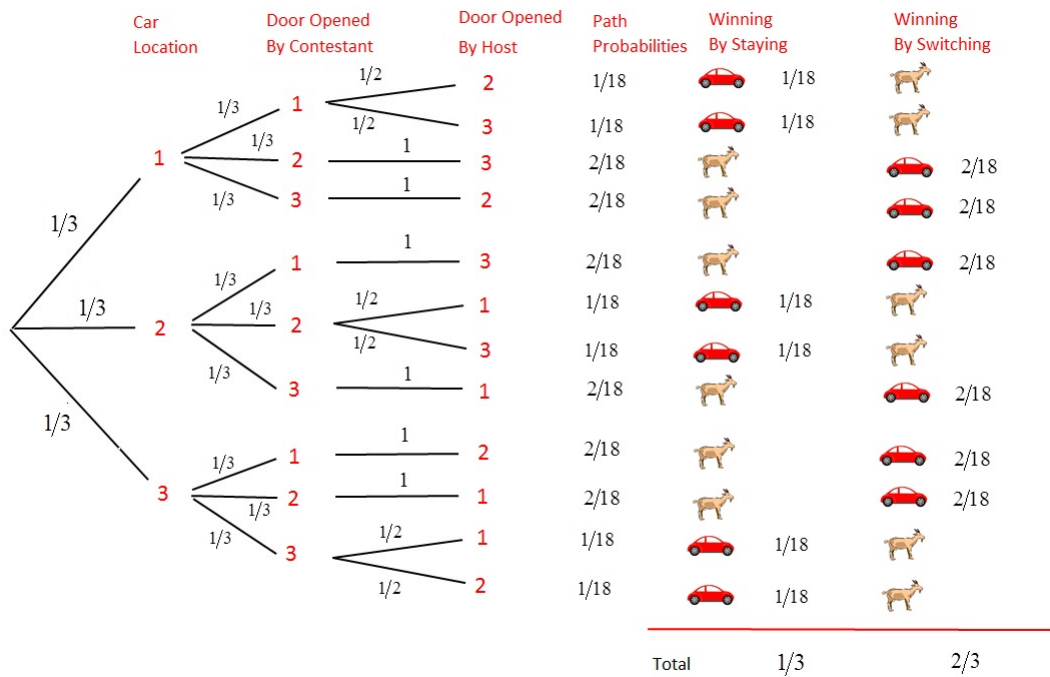 Car Location
Door Opened By Contestant
Door Opened By Host
Path Probabilities
Winning By Staying
Winning By Switching
1/2 2 1/18 1/18
1/3 1 1/2 3 1/18 1/18
1 1/3 2 1 3 2/18 2/18
1/3 3 1 2 2/18 2/18
1/3
1/3 1 1 3 2/18 2/18
1/3 2 1/3 2 1/2 1 1/18 1/18
1/2 3 1/18 1/18
1/3 3 1 1 2/18 2/18
1/3
1/3 1 1 2 2/18 2/18
3 1/3 2 1 1 2/18 2/18
1/3 3 1/2 1 1/18 1/18
1/2 2 1/18 1/18
Total 1/3 2/3